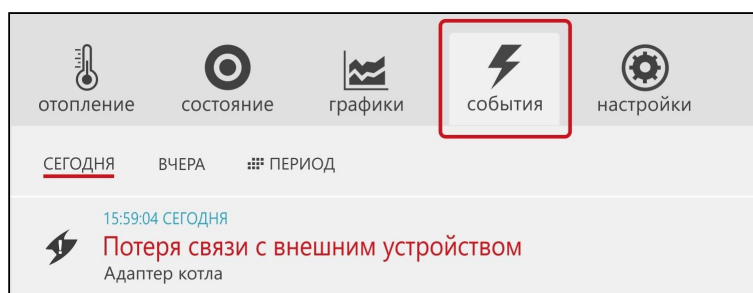 отопление состояние графики события настройки
СЕГОДНЯ ВЧЕРА ПЕРИОД
15:59:04 СЕГОДНЯ
Потеря связи с внешним устройством
Адаптер котла